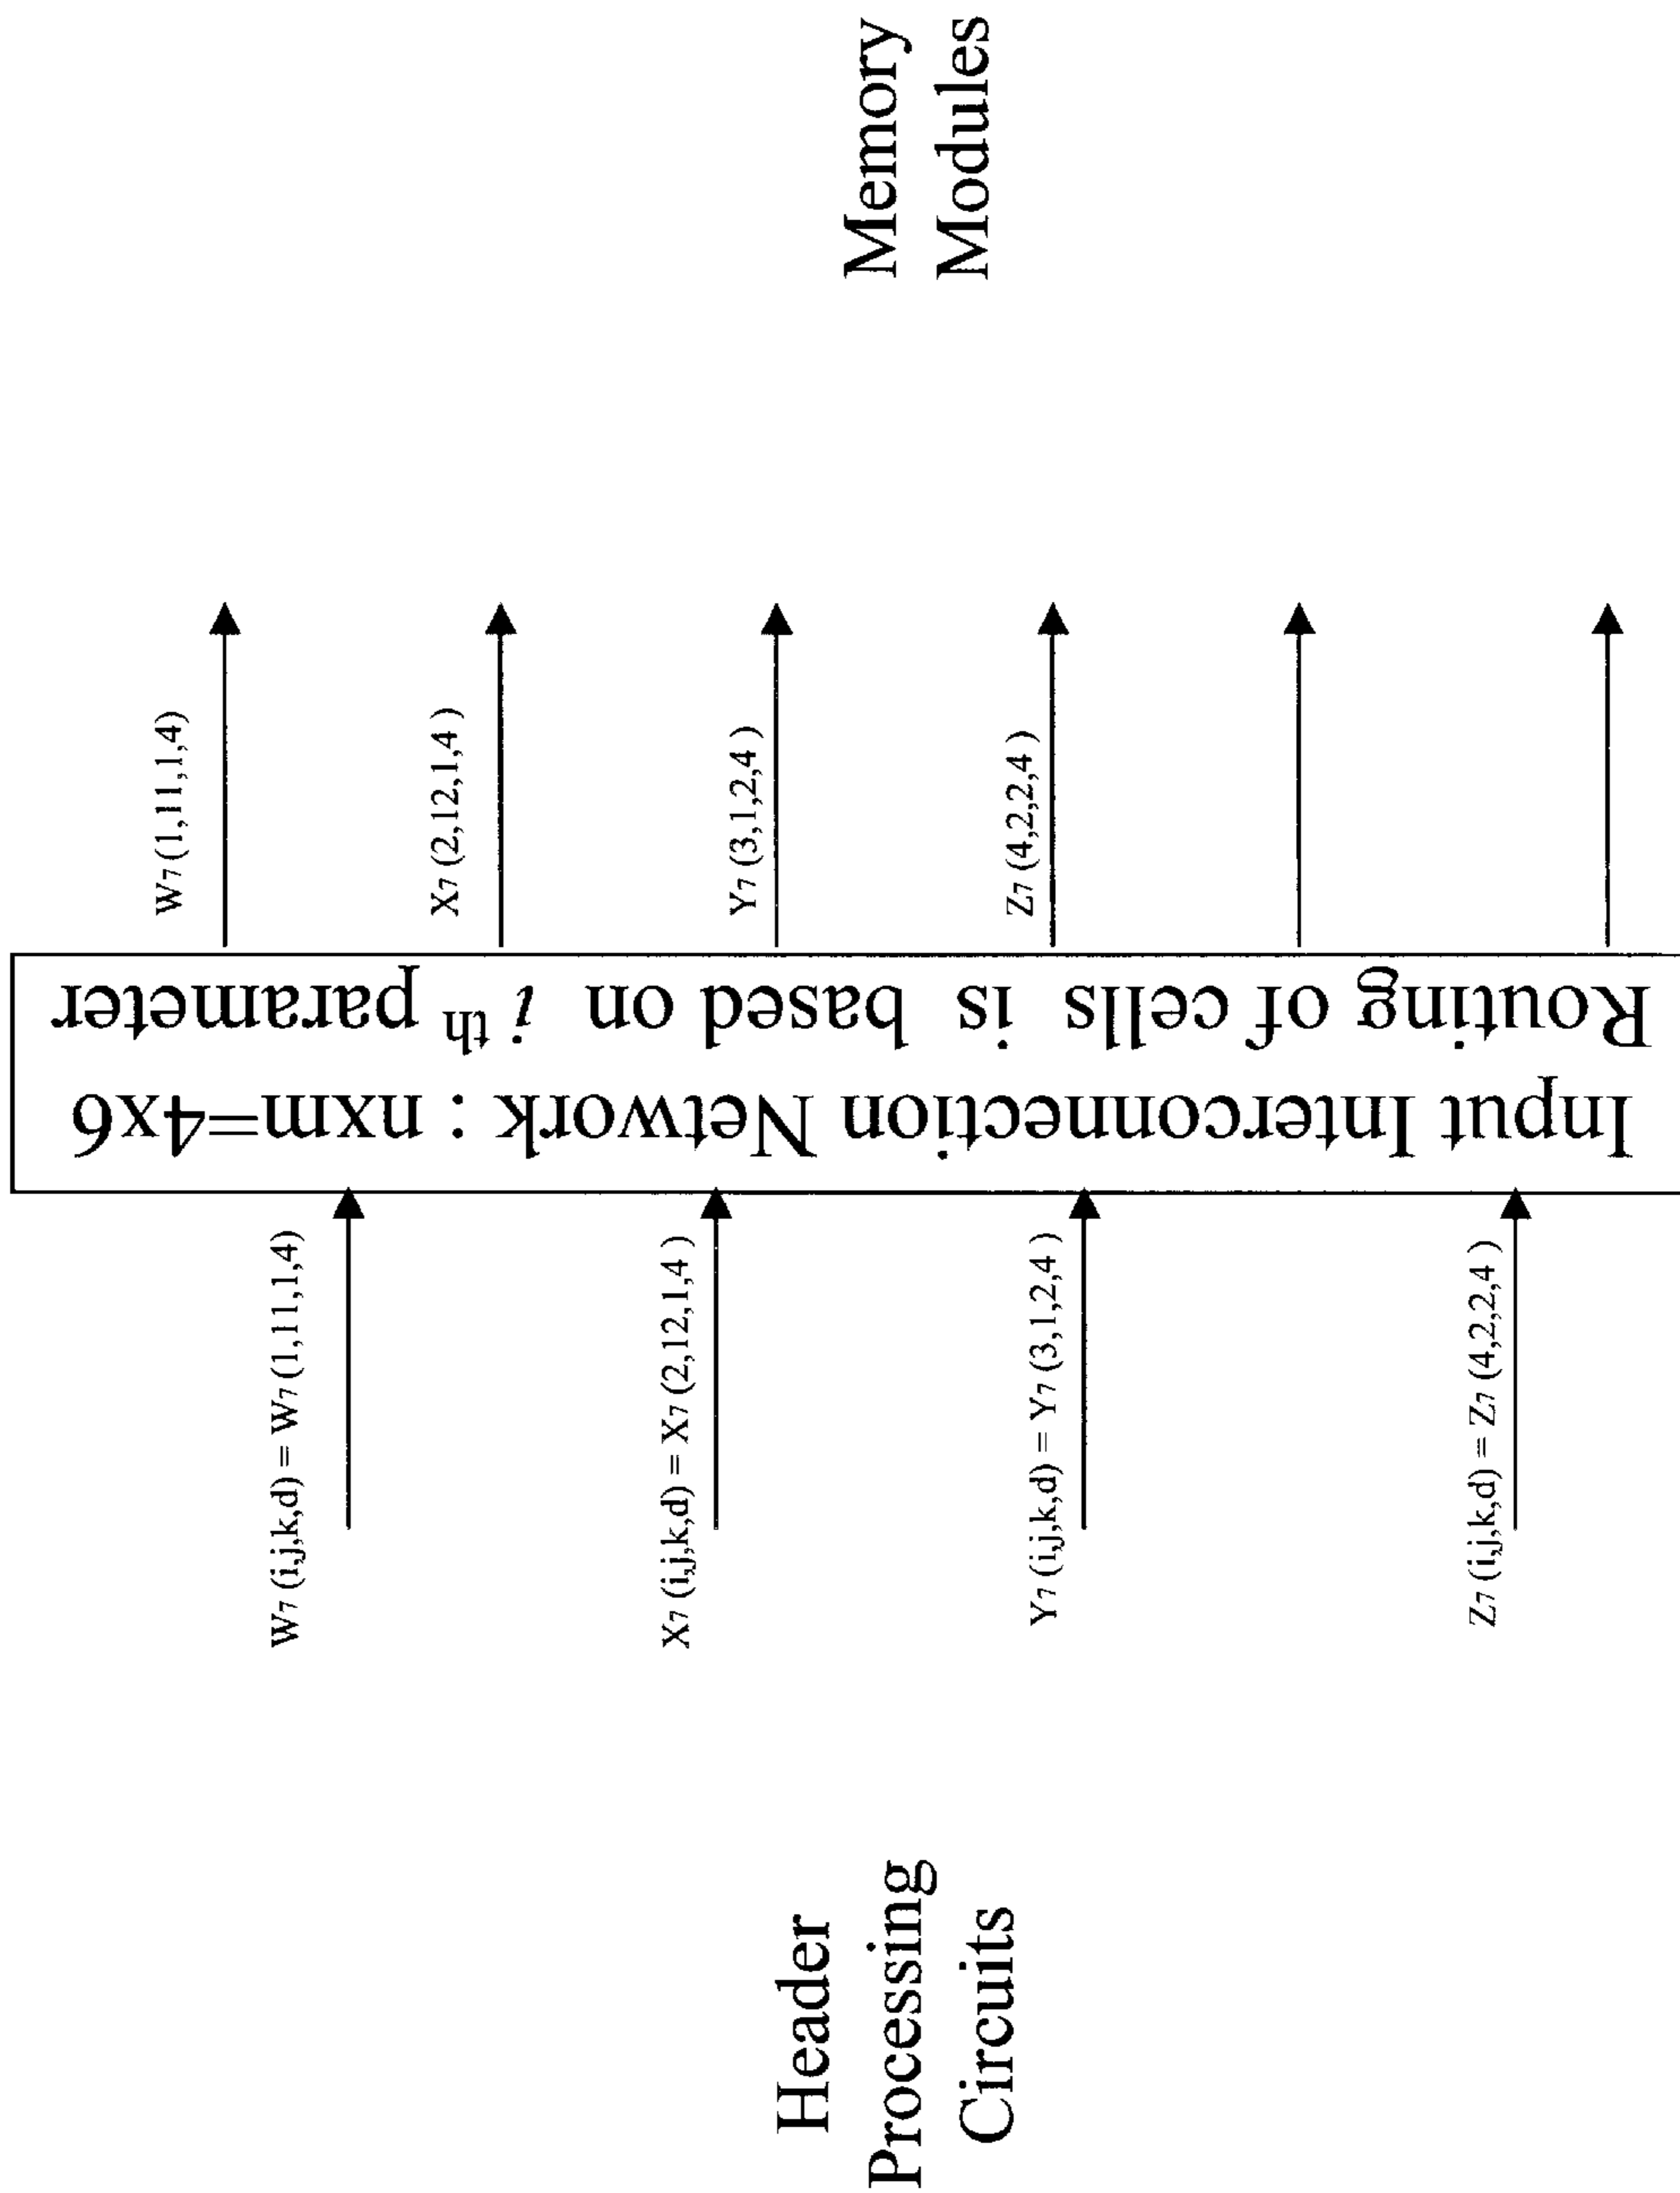 Header
Processing
Circuits
W7 (i,j,k,d) = W7 (1,11,1,4)
X7 (i,j,k,d) = X7 (2,12,1,4 )
Y7 (i,j,k,d) = Y7 (3,1,2,4 )
Z7 (i,j,k,d) = Z7 (4,2,2,4 )
Input Interconnection Network : nxm=4x6
Routing of cells is based on i th parameter
W7 (1,11,1,4)
X7 (2,12,1,4 )
Y7 (3,1,2,4 )
Z7 (4,2,2,4 )
Memory
Modules